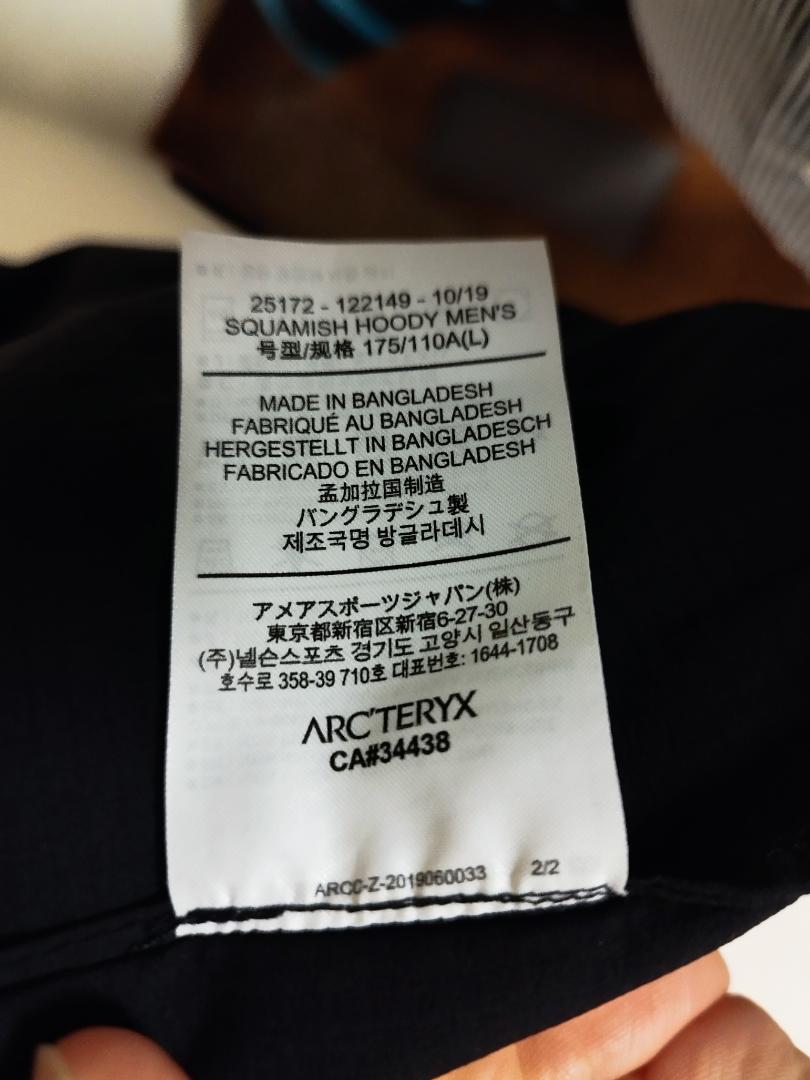 25172 - 122149 - 10/19
SQUAMISH HOODY MEN'S
号型/规格 175/110A(L)
MADE IN BANGLADESH
FABRIQUÉ AU BANGLADESH
HERGESTELLT IN BANGLADESCH
FABRICADO EN BANGLADESH
孟加拉国制造
バングラデシュ製
제조국명 방글라데시
アメアスポーツジャパン(株)
東京都新宿区新宿6-27-30
(주)넬슨스포츠 경기도 고양시 일산동구
호수로 358-39 710호 대표번호: 1644-1708
ARC'TERYX
CA#34438
ARCC-Z-2019060033 2/2